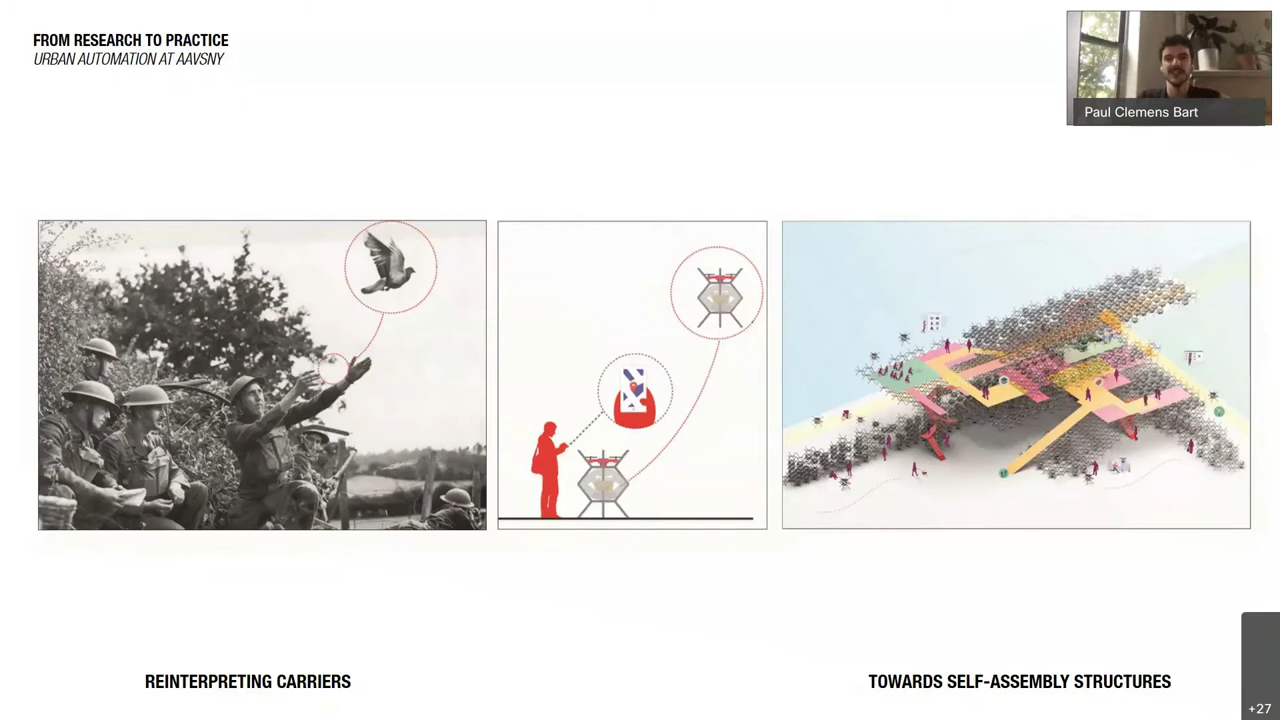 FROM RESEARCH TO PRACTICE
URBAN AUTOMATION AT AAVSNY
Paul Clemens Bart
REINTERPRETING CARRIERS
TOWARDS SELF-ASSEMBLY STRUCTURES
+27